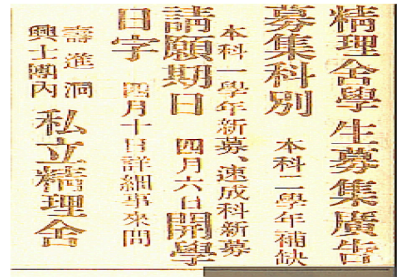 精理舍學生募集廣告
募集科別 本科二學年補缺
本科一學年新募、速成科新募
請願期日 四月六日開學
日字 四月十日詳細事來問
壽進洞
興士團內 私立精理舍